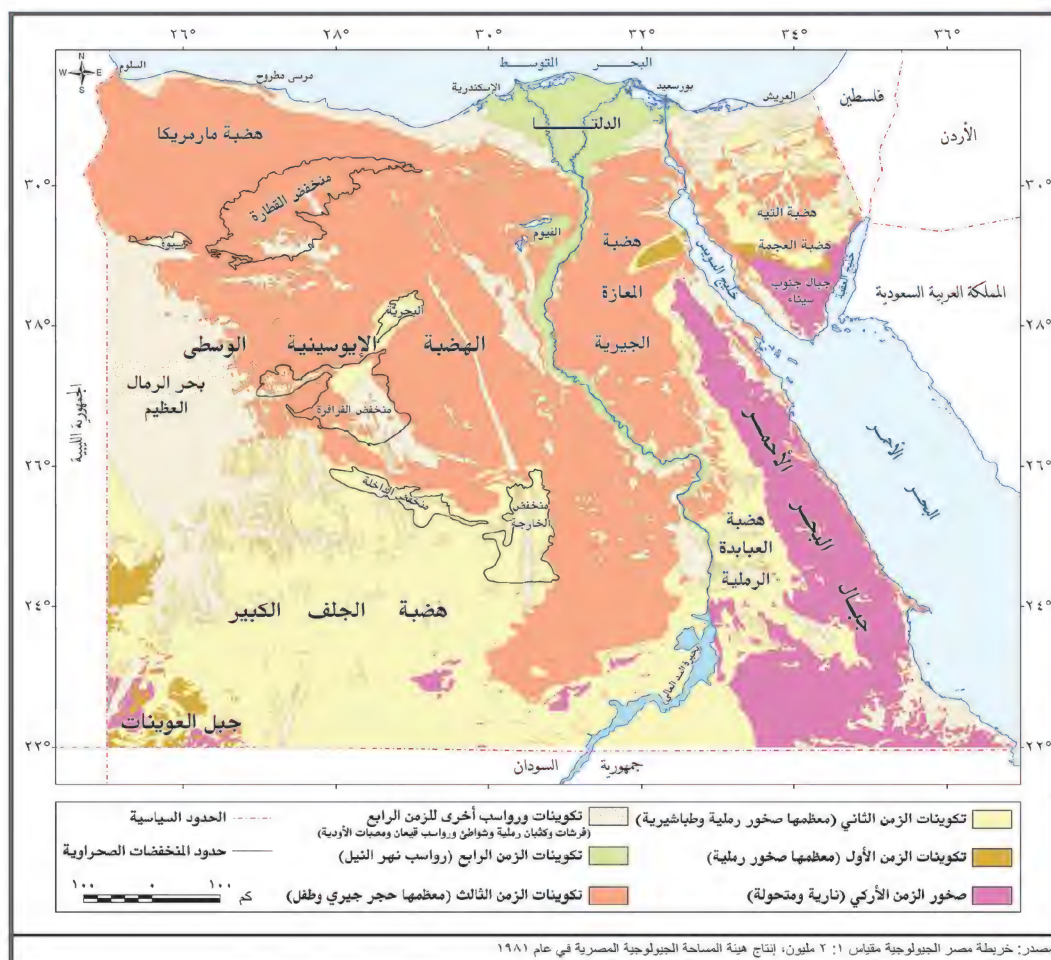 ٢٦° ٢٨° ٣٠° ٣٢° ٣٤° ٣٦°
N
W E
S
السلوم
مرسى مطروح
الإسكندرية
البحر المتوسط
بورسعيد
العريش
فلسطين
الأردن
الدلتا
هضبة مارمريكا
٣٠° ٣٠°
منخفض القطارة
سيوة
الفيوم
هضبة المعازة الجيرية
هضبة التيه
هضبة العجمة
جبال جنوب سيناء
خليج السويس
خليج العقبة
المملكة العربية السعودية
٢٨° ٢٨°
البحرية
الهضبة الإيوسينية الوسطى
بحر الرمال العظيم
الجمهورية الليبية
منخفض الفرافرة
٢٦° ٢٦°
منخفض الداخلة
منخفض الخارجة
هضبة العبابدة الرملية
جبال البحر الأحمر
البحر الأحمر
٢٤° ٢٤°
هضبة الجلف الكبير
بحيرة السد العالي
جبل العوينات
٢٢° ٢٢°
جمهورية السودان
تكوينات الزمن الثاني (معظمها صخور رملية وطباشيرية)
تكوينات الزمن الأول (معظمها صخور رملية)
صخور الزمن الأركي (نارية ومتحولة)
تكوينات ورواسب أخرى للزمن الرابع
(فرشات وكثبان رملية وشواطئ ورواسب قيعان ومصبات الأودية)
تكوينات الزمن الرابع (رواسب نهر النيل)
تكوينات الزمن الثالث (معظمها حجر جيري وطفل)
الحدود السياسية
حدود المنخفضات الصحراوية
١٠٠ ٠ ١٠٠ كم
مصدر: خريطة مصر الجيولوجية مقياس ١: ٢ مليون، إنتاج هيئة المساحة الجيولوجية المصرية في عام ١٩٨١